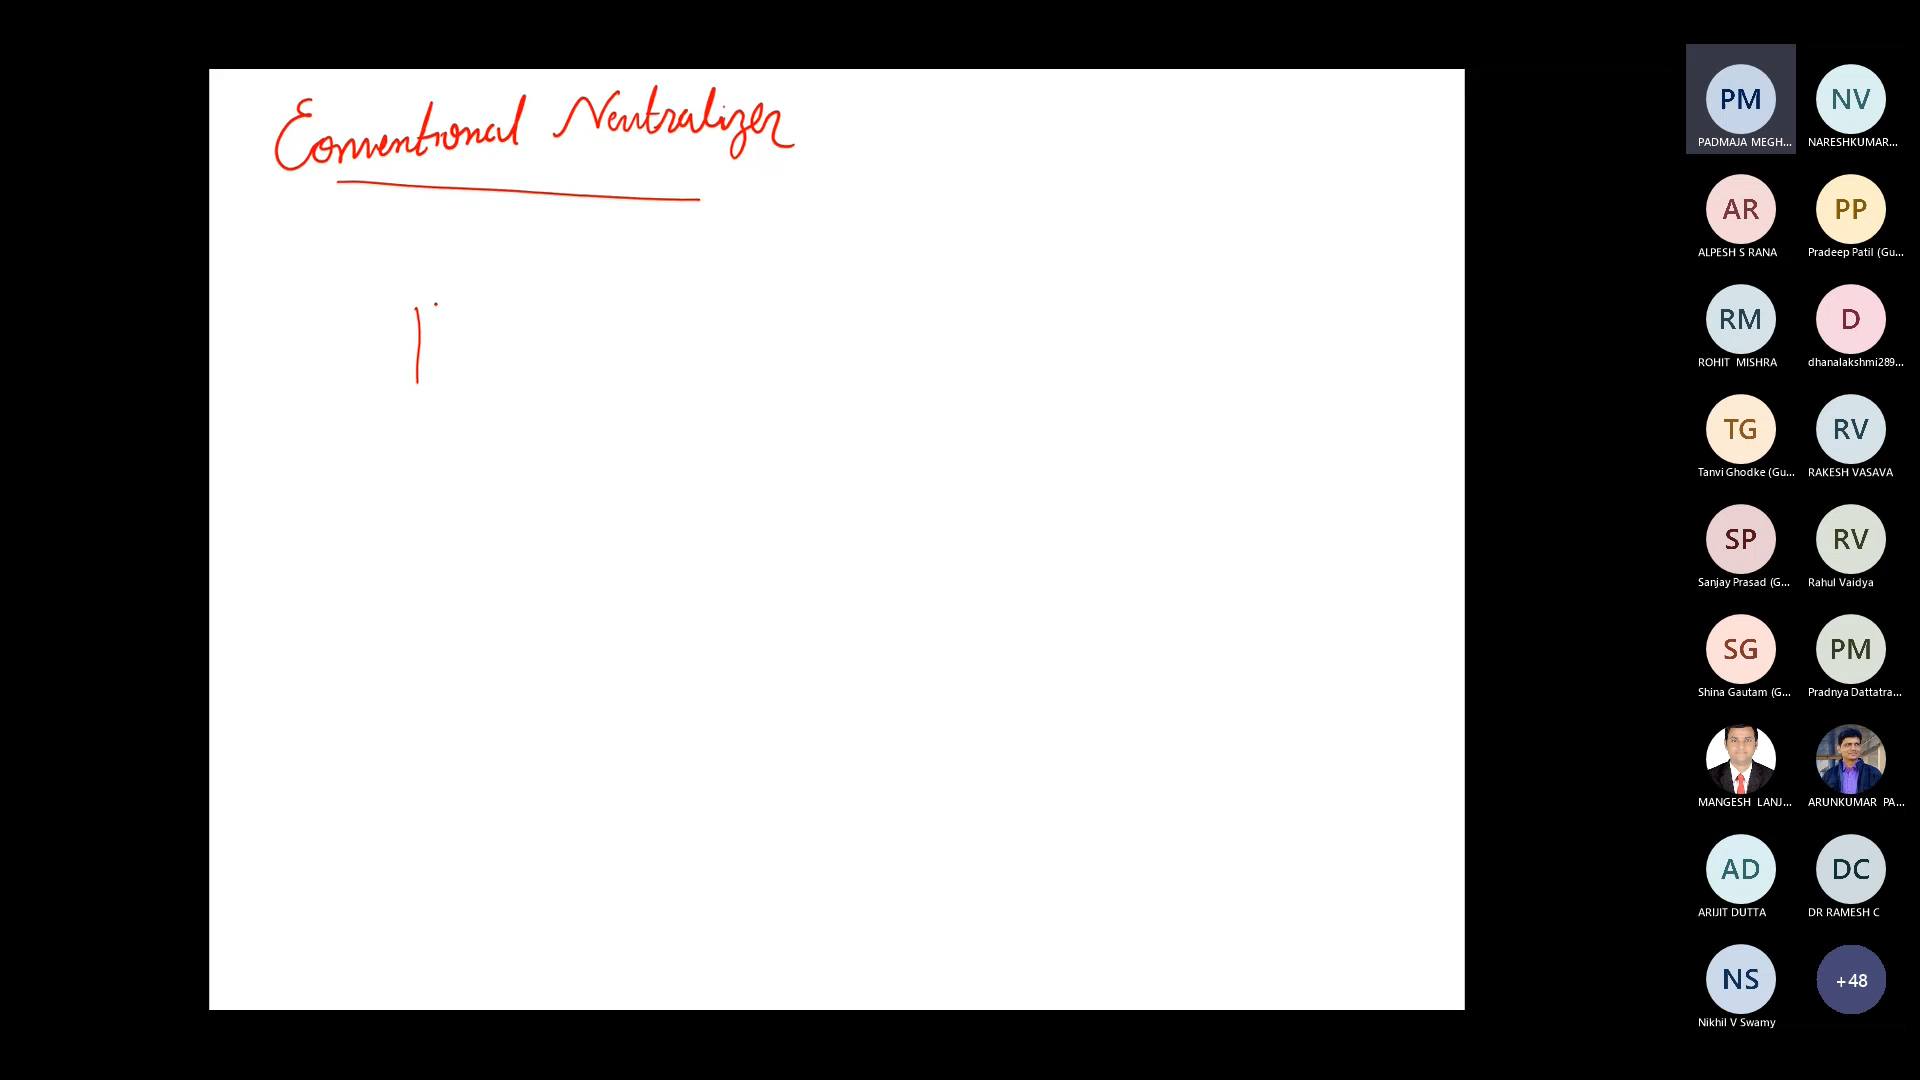 Conventional Neutralizer
PM NV
PADMAJA MEGH... NARESHKUMAR...
AR PP
ALPESH S RANA Pradeep Patil (Gu...
RM D
ROHIT MISHRA dhanalakshmi289...
TG RV
Tanvi Ghodke (Gu... RAKESH VASAVA
SP RV
Sanjay Prasad (G... Rahul Vaidya
SG PM
Shina Gautam (G... Pradnya Dattatra...
MANGESH LANJ... ARUNKUMAR PA...
AD DC
ARIJIT DUTTA DR RAMESH C
NS +48
Nikhil V Swamy